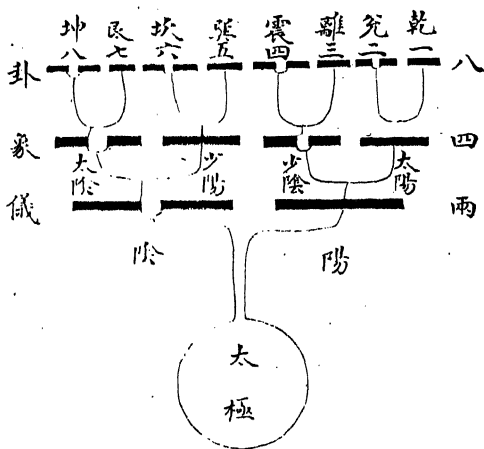 八
乾一
兌二
離三
震四
巽五
坎六
艮七
坤八
卦
四
太陽
少陰
少陽
太陰
象
兩
陽
陰
儀
太極